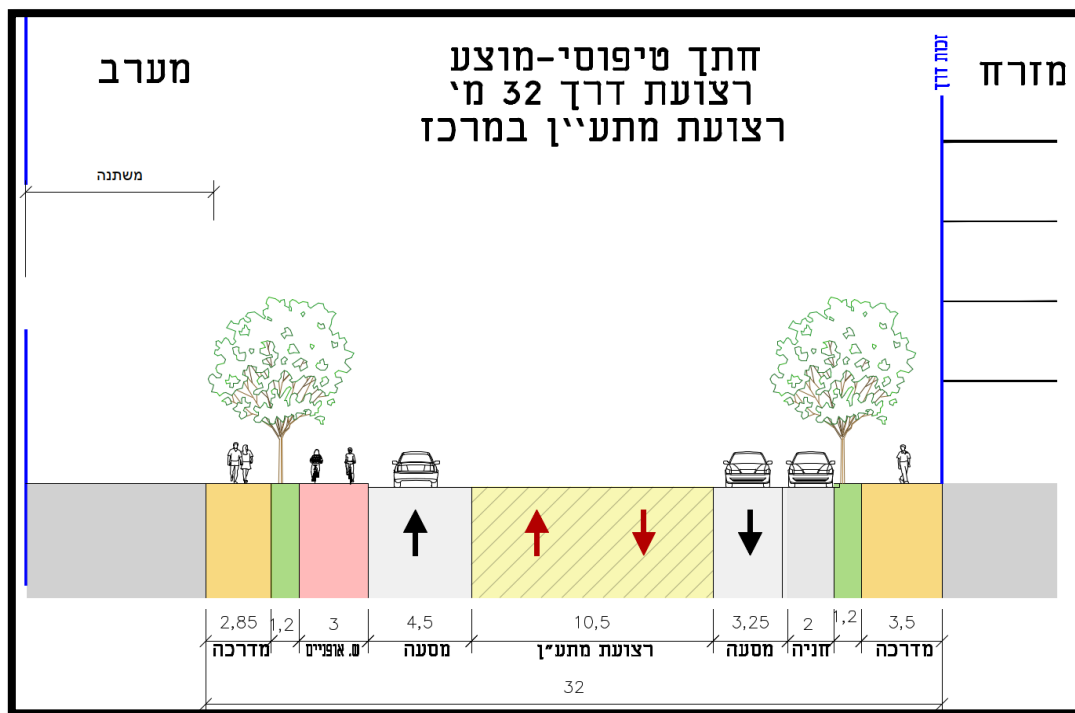 חתך טיפוסי-מוצע
רצועת דרך 32 מ'
רצועת מתע''ן במרכז
מערב
מזרח
זכות דרך
משתנה
2,85 1,2 3 4,5 10,5 3,25 2 1,2 3,5
מדרכה ש. אופניים מסעה רצועת מתע"ן מסעה חניה מדרכה
32